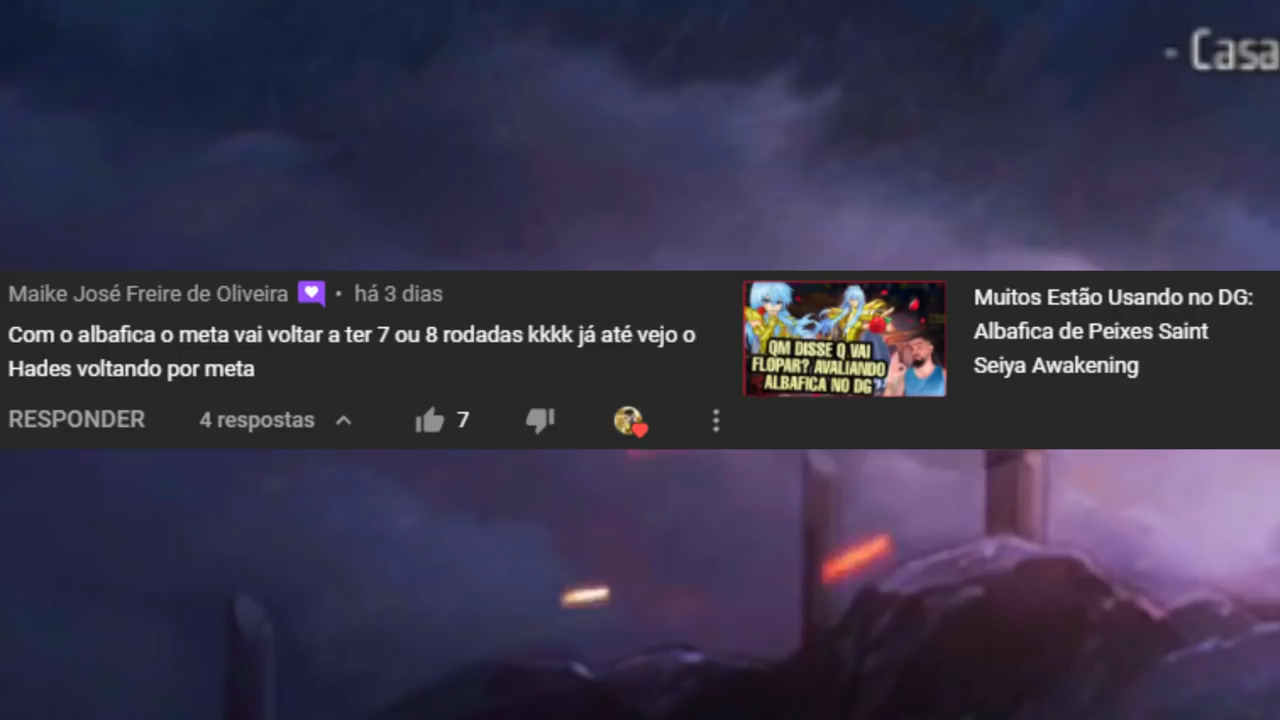 - Casa
Maike José Freire de Oliveira • há 3 dias
Com o albafica o meta vai voltar a ter 7 ou 8 rodadas kkkk já até vejo o
Hades voltando por meta
RESPONDER 4 respostas 7
QM DISSE Q VAI
FLOPAR? AVALIANDO
ALBAFICA NO DG
Muitos Estão Usando no DG:
Albafica de Peixes Saint
Seiya Awakening